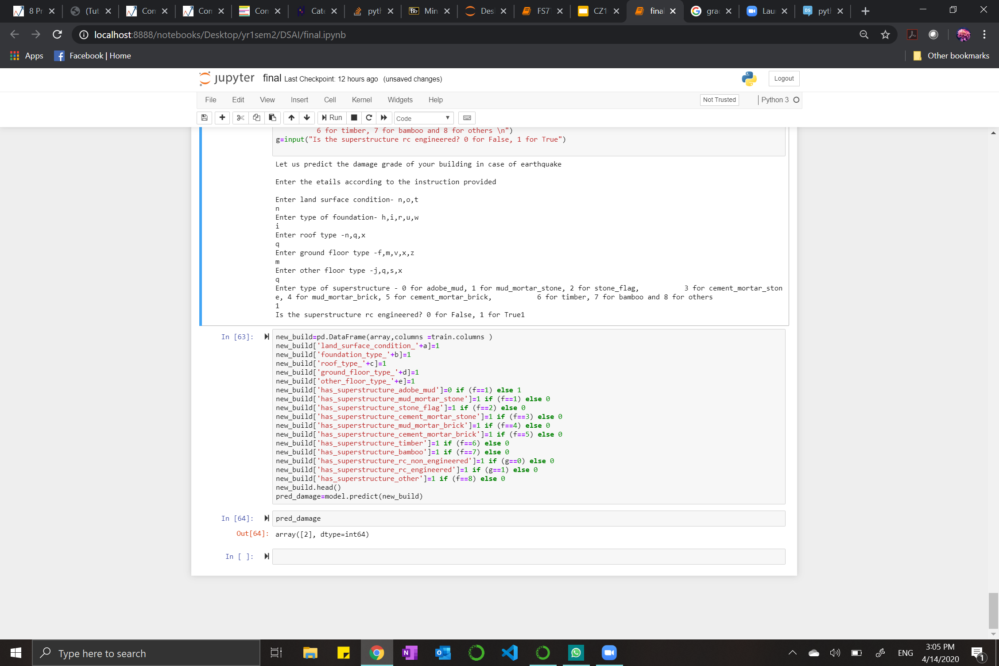 8 Pr
(Tut
Con
Con
Con
Cate
pyth
Bb Min
Des
FS7
CZ1
final
grad
Lau
DS pyth
localhost:8888/notebooks/Desktop/yr1sem2/DSAI/final.ipynb
Apps
Facebook | Home
Other bookmarks
jupyter final Last Checkpoint: 12 hours ago (unsaved changes)
Logout
File Edit View Insert Cell Kernel Widgets Help
Not Trusted
Python 3
Run
Code
6 for timber, 7 for bamboo and 8 for others \n")
g=input("Is the superstructure rc engineered? 0 for False, 1 for True")
Let us predict the damage grade of your building in case of earthquake
Enter the etails according to the instruction provided
Enter land surface condition- n,o,t
n
Enter type of foundation- h,i,r,u,w
i
Enter roof type -n,q,x
q
Enter ground floor type -f,m,v,x,z
m
Enter other floor type -j,q,s,x
q
Enter type of superstructure - 0 for adobe_mud, 1 for mud_mortar_stone, 2 for stone_flag,           3 for cement_mortar_ston
e, 4 for mud_mortar_brick, 5 for cement_mortar_brick,           6 for timber, 7 for bamboo and 8 for others
1
Is the superstructure rc engineered? 0 for False, 1 for True1
In [63]:
new_build=pd.DataFrame(array,columns =train.columns )
new_build['land_surface_condition_'+a]=1
new_build['foundation_type_'+b]=1
new_build['roof_type_'+c]=1
new_build['ground_floor_type_'+d]=1
new_build['other_floor_type_'+e]=1
new_build['has_superstructure_adobe_mud']=0 if (f==1) else 1
new_build['has_superstructure_mud_mortar_stone']=1 if (f==1) else 0
new_build['has_superstructure_stone_flag']=1 if (f==2) else 0
new_build['has_superstructure_cement_mortar_stone']=1 if (f==3) else 0
new_build['has_superstructure_mud_mortar_brick']=1 if (f==4) else 0
new_build['has_superstructure_cement_mortar_brick']=1 if (f==5) else 0
new_build['has_superstructure_timber']=1 if (f==6) else 0
new_build['has_superstructure_bamboo']=1 if (f==7) else 0
new_build['has_superstructure_rc_non_engineered']=1 if (g==0) else 0
new_build['has_superstructure_rc_engineered']=1 if (g==1) else 0
new_build['has_superstructure_other']=1 if (f==8) else 0
new_build.head()
pred_damage=model.predict(new_build)
In [64]:
pred_damage
Out[64]: array([2], dtype=int64)
In [ ]:
Type here to search
ENG
3:05 PM
4/14/2020
1